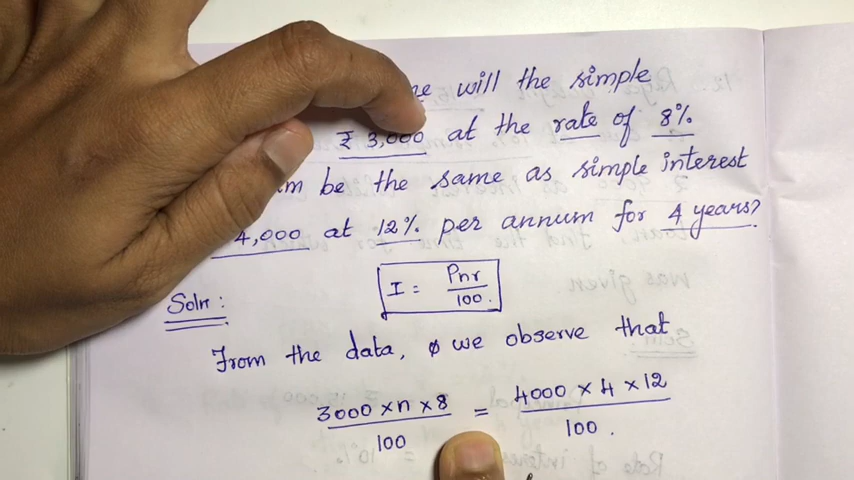 will the simple
₹ 3,000 at the rate of 8%
be the same as simple interest
4,000 at 12% per annum for 4 years?
I = Pnr/100.
Soln:
From the data, we observe that
3000 × n × 8 / 100 = 4000 × 4 × 12 / 100.